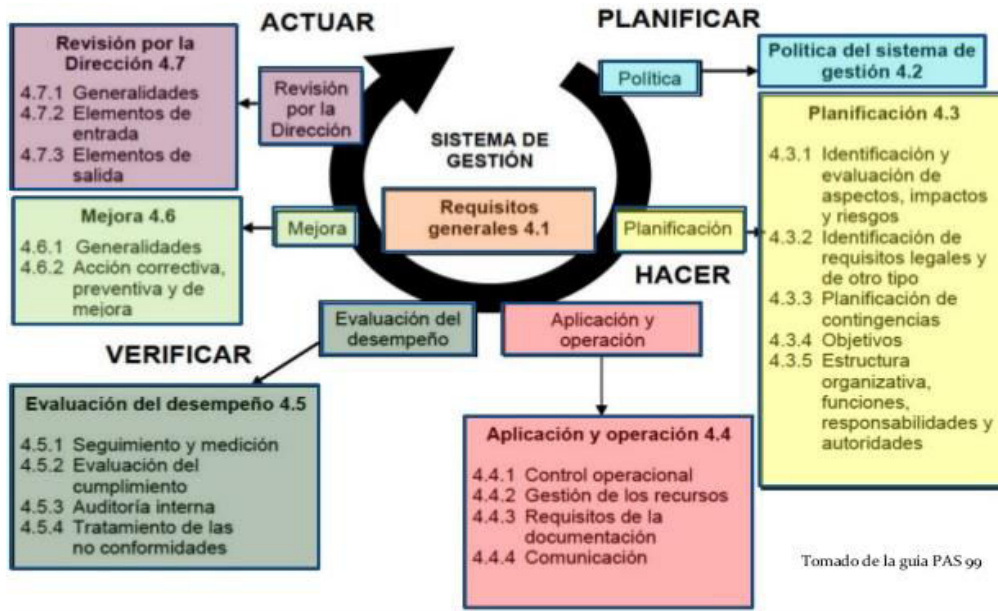 ACTUAR
PLANIFICAR
Revisión por la
Dirección 4.7
4.7.1 Generalidades
4.7.2 Elementos de
entrada
4.7.3 Elementos de
salida
Revisión
por la
Dirección
Política
Política del sistema de
gestión 4.2
SISTEMA DE
GESTIÓN
Requisitos
generales 4.1
Planificación 4.3
4.3.1 Identificación y
evaluación de
aspectos, impactos
y riesgos
4.3.2 Identificación de
requisitos legales y
de otro tipo
4.3.3 Planificación de
contingencias
4.3.4 Objetivos
4.3.5 Estructura
organizativa,
funciones,
responsabilidades y
autoridades
Mejora 4.6
4.6.1 Generalidades
4.6.2 Acción correctiva,
preventiva y de
mejora
Mejora
Planificación
HACER
Evaluación del
desempeño
Aplicación y
operación
VERIFICAR
Evaluación del desempeño 4.5
4.5.1 Seguimiento y medición
4.5.2 Evaluación del
cumplimiento
4.5.3 Auditoría interna
4.5.4 Tratamiento de las
no conformidades
Aplicación y operación 4.4
4.4.1 Control operacional
4.4.2 Gestión de los recursos
4.4.3 Requisitos de la
documentación
4.4.4 Comunicación
Tomado de la guía PAS 99